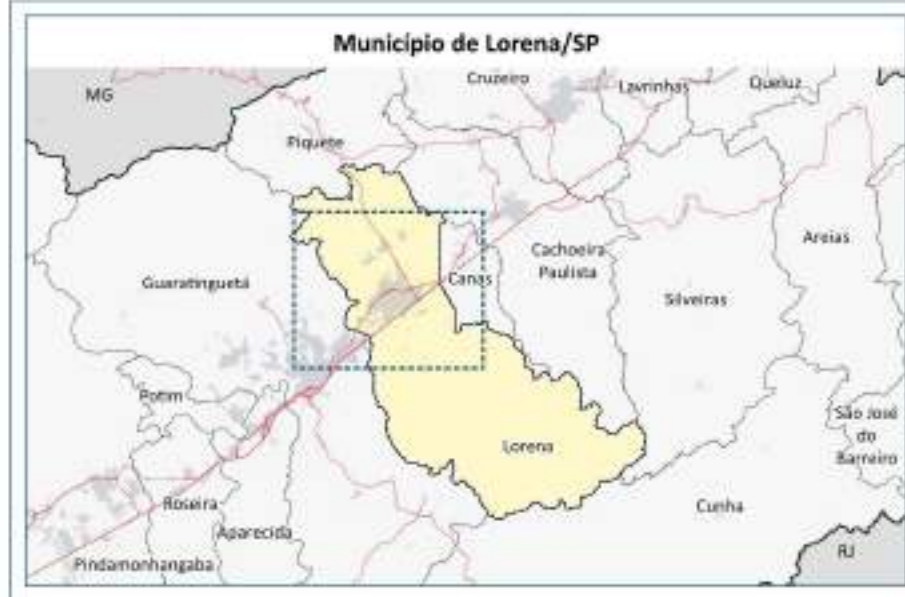 Município de Lorena/SP
Cruzeiro
MG
Lavrinhas
Queluz
Piquete
Areias
Cachoeira
Paulista
Guaratinguetá
Canas
Silveiras
Potim
São José
do
Barreiro
Lorena
Roseira
Cunha
Aparecida
RJ
Pindamonhangaba